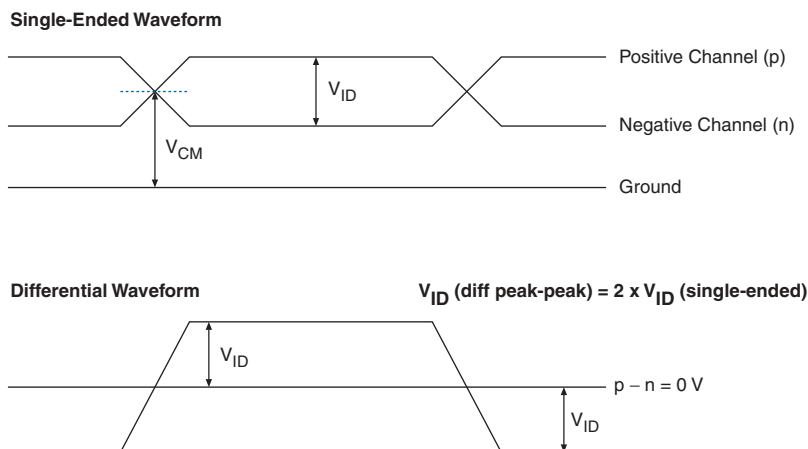 Single-Ended Waveform
Positive Channel (p)
V_ID
Negative Channel (n)
V_CM
Ground
Differential Waveform
V_ID (diff peak-peak) = 2 x V_ID (single-ended)
V_ID
p – n = 0 V
V_ID